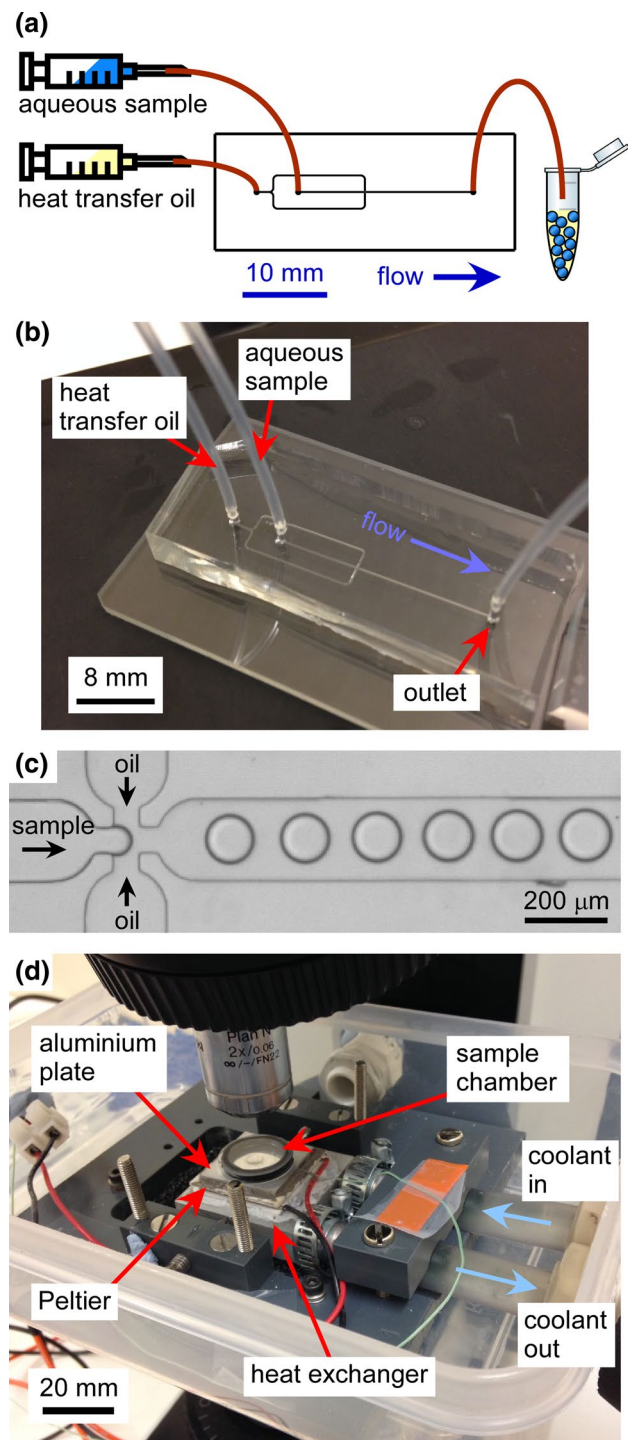 (a)
aqueous sample
heat transfer oil
10 mm
flow
(b)
aqueous
sample
heat
transfer oil
flow
8 mm
outlet
(c)
oil
sample
oil
200 µm
(d)
Plan N
2x/0.06
∞/-/FN22
aluminium
plate
sample
chamber
coolant
in
Peltier
coolant
out
heat exchanger
20 mm